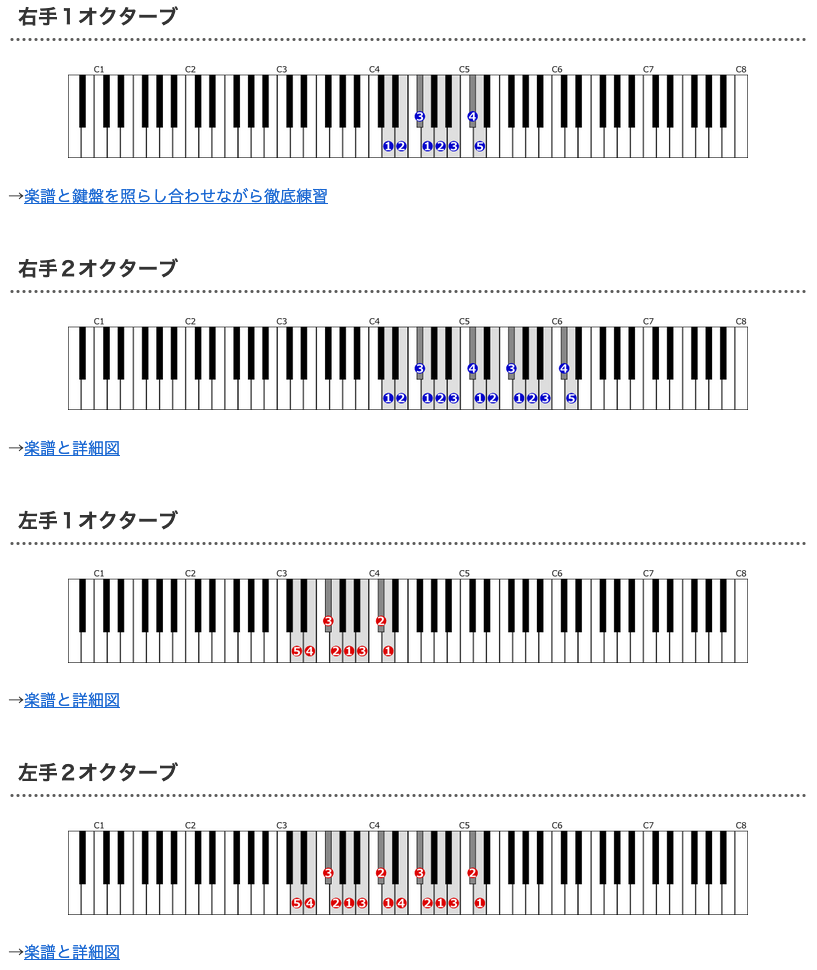 右手１オクターブ
C1 C2 C3 C4 C5 C6 C7 C8
3 4
1 2 1 2 3 5
→楽譜と鍵盤を照らし合わせながら徹底練習
右手２オクターブ
C1 C2 C3 C4 C5 C6 C7 C8
3 4 3 4
1 2 1 2 3 1 2 1 2 3 5
→楽譜と詳細図
左手１オクターブ
C1 C2 C3 C4 C5 C6 C7 C8
3 2
5 4 2 1 3 1
→楽譜と詳細図
左手２オクターブ
C1 C2 C3 C4 C5 C6 C7 C8
3 2 3 2
5 4 2 1 3 1 4 2 1 3 1
→楽譜と詳細図